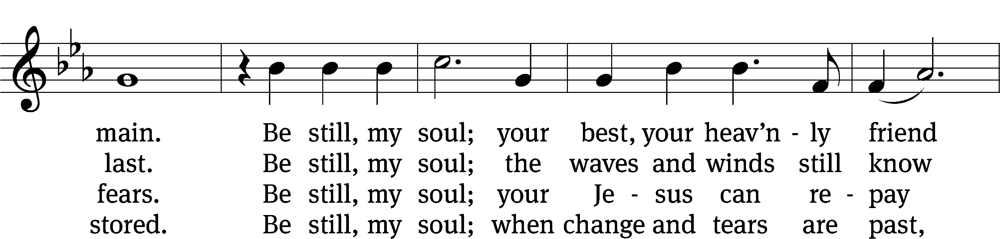 main. Be still, my soul; your best, your heav’n - ly friend
last. Be still, my soul; the waves and winds still know
fears. Be still, my soul; your Je - sus can re - pay
stored. Be still, my soul; when change and tears are past,